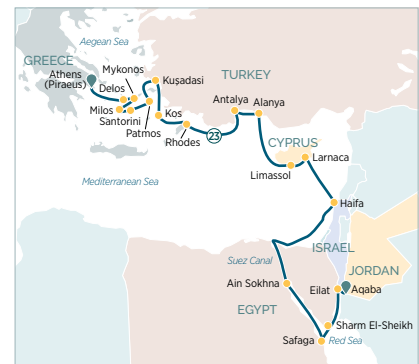 Aegean Sea
GREECE
Athens
(Piraeus)
Mykonos
Delos
Milos
Santorini
Patmos
Kuşadasi
Kos
Rhodes
23
TURKEY
Antalya
Alanya
CYPRUS
Larnaca
Limassol
Mediterranean Sea
Haifa
ISRAEL
Suez Canal
JORDAN
Ain Sokhna
Eilat
Aqaba
EGYPT
Sharm El-Sheikh
Safaga
Red Sea